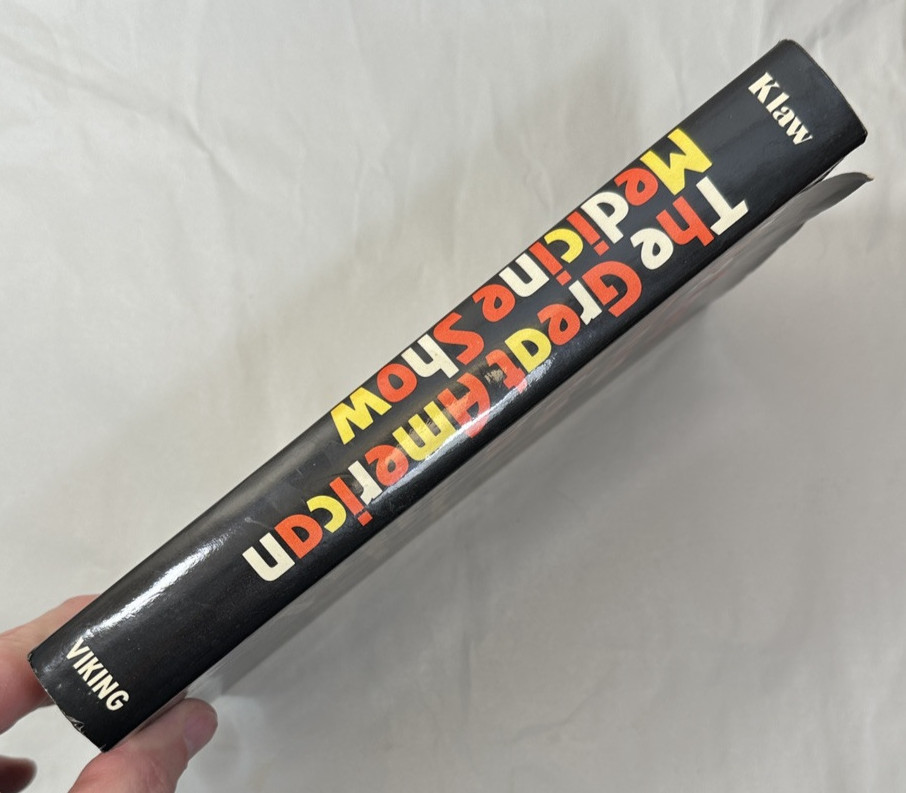 Klaw
The Great American
Medicine Show
VIKING